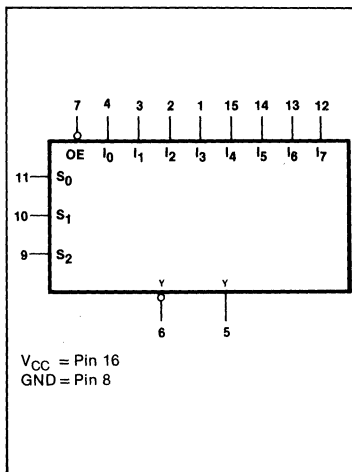 7 4 3 2 1 15 14 13 12
OE I0 I1 I2 I3 I4 I5 I6 I7
11 S0
10 S1
9 S2
Y Y
6 5
VCC = Pin 16
GND = Pin 8